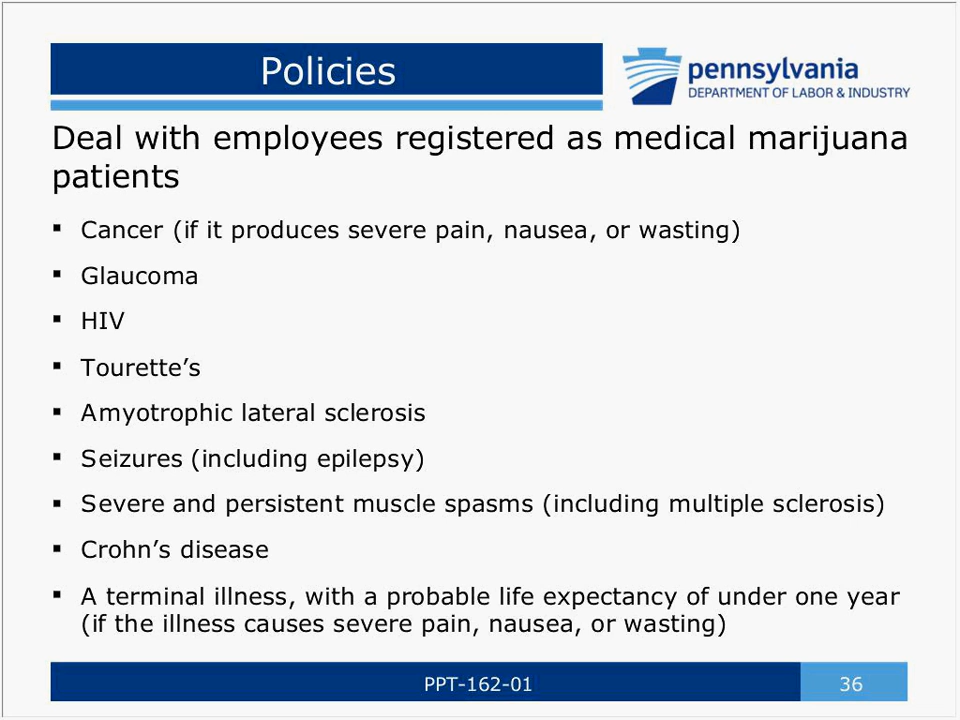 Policies
pennsylvania
DEPARTMENT OF LABOR & INDUSTRY
Deal with employees registered as medical marijuana
patients
▪ Cancer (if it produces severe pain, nausea, or wasting)
▪ Glaucoma
▪ HIV
▪ Tourette’s
▪ Amyotrophic lateral sclerosis
▪ Seizures (including epilepsy)
▪ Severe and persistent muscle spasms (including multiple sclerosis)
▪ Crohn’s disease
▪ A terminal illness, with a probable life expectancy of under one year
(if the illness causes severe pain, nausea, or wasting)
PPT-162-01
36